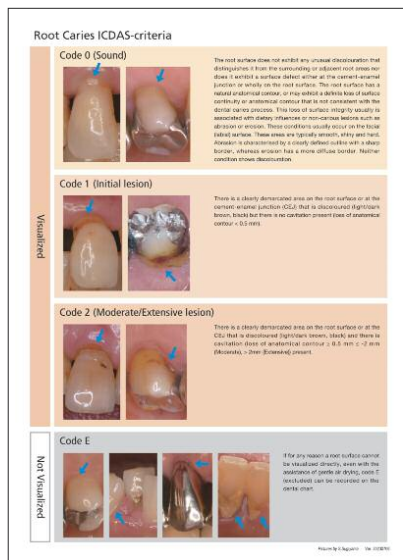 Root Caries ICDAS-criteria
Visualized
Code 0 (Sound)
The root surface does not exhibit any unusual discolouration that
distinguishes it from the surrounding or adjacent root areas nor
does it exhibit a surface defect either at the cement-enamel
junction or wholly on the root surface. The root surface has a
natural anatomical contour, or may exhibit a definite loss of surface
continuity or anatomical contour that is not consistent with the
dental caries process. This loss of surface integrity usually is
associated with dietary influences or non-carious lesions such as
abrasion or erosion. These conditions usually occur on the facial
(labial) surface. These areas are typically smooth, shiny and hard.
Abrasion is characterised by a clearly defined outline with a sharp
border, whereas erosion has a more diffuse border. Neither
condition shows discolouration.
Code 1 (Initial lesion)
There is a clearly demarcated area on the root surface or at the
cement-enamel junction (CEJ) that is discoloured (light/dark
brown, black) but there is no cavitation present (loss of anatomical
contour < 0.5 mm).
Code 2 (Moderate/Extensive lesion)
There is a clearly demarcated area on the root surface or at the
CEJ that is discoloured (light/dark brown, black) and there is
cavitation (loss of anatomical contour ≥ 0.5 mm ≤ -2 mm
(Moderate), > 2mm (Extensive) present.
Not Visualized
Code E
If for any reason a root surface cannot
be visualized directly, even with the
assistance of gentle air drying, code E
(excluded) can be recorded on the
dental chart.